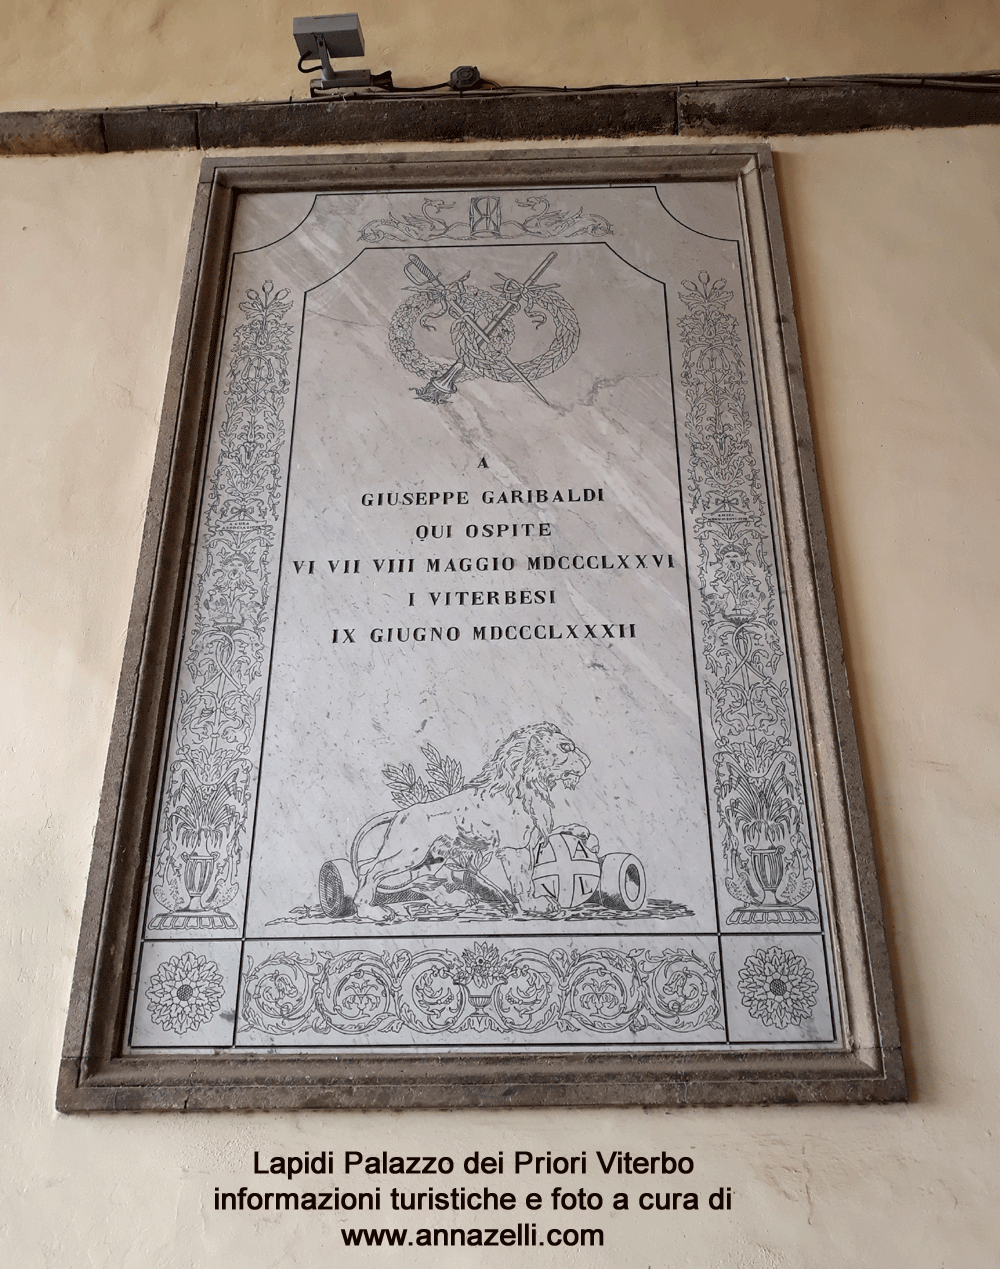 A
GIUSEPPE GARIBALDI
QUI OSPITE
VI VII VIII MAGGIO MDCCCLXXVI
I VITERBESI
IX GIUGNO MDCCCLXXXII
F A
V L
Lapidi Palazzo dei Priori Viterbo
informazioni turistiche e foto a cura di
www.annazelli.com